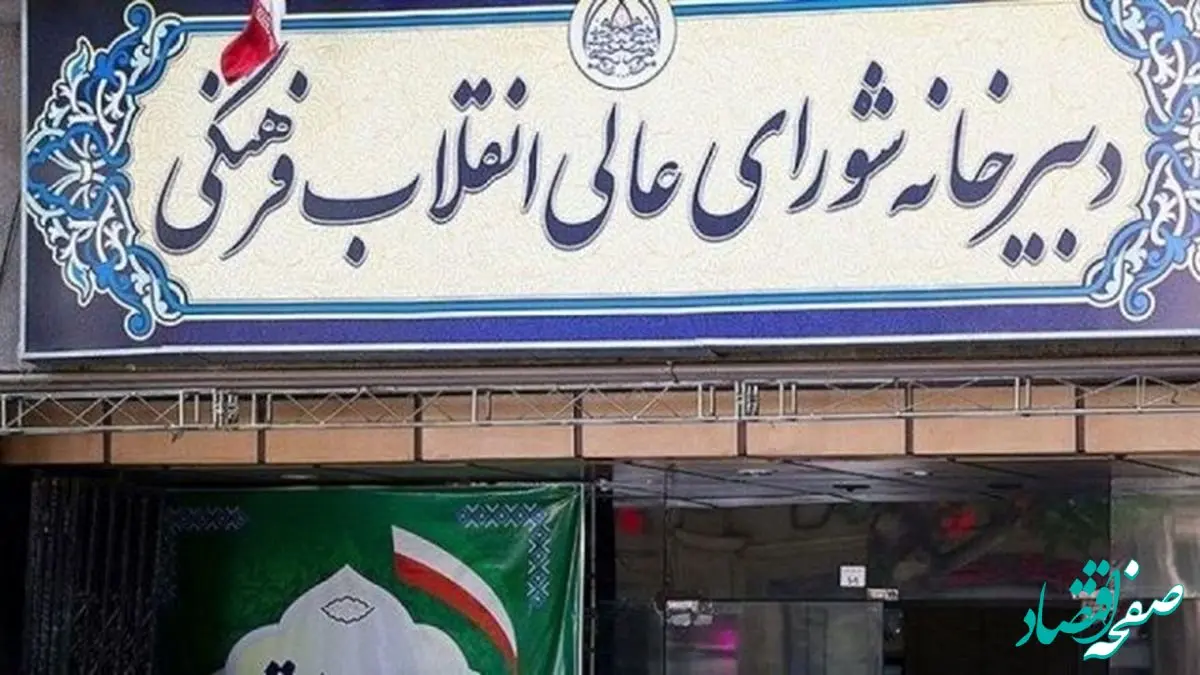 دبیرخانه شورای عالی انقلاب فرهنگی
صفحه اقتصاد